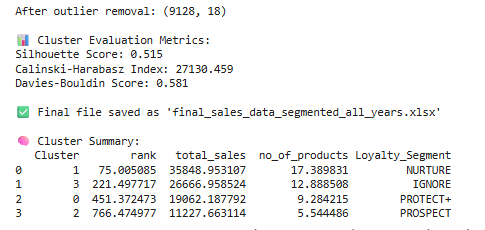 After outlier removal: (9128, 18)
📊 Cluster Evaluation Metrics:
Silhouette Score: 0.515
Calinski-Harabasz Index: 27130.459
Davies-Bouldin Score: 0.581
✅ Final file saved as 'final_sales_data_segmented_all_years.xlsx'
🧠 Cluster Summary:
Cluster rank total_sales no_of_products Loyalty_Segment
0 1 75.005085 35848.953107 17.389831 NURTURE
1 3 221.497717 26666.958524 12.888508 IGNORE
2 0 451.372473 19062.187792 9.284215 PROTECT+
3 2 766.474977 11227.663114 5.544486 PROSPECT